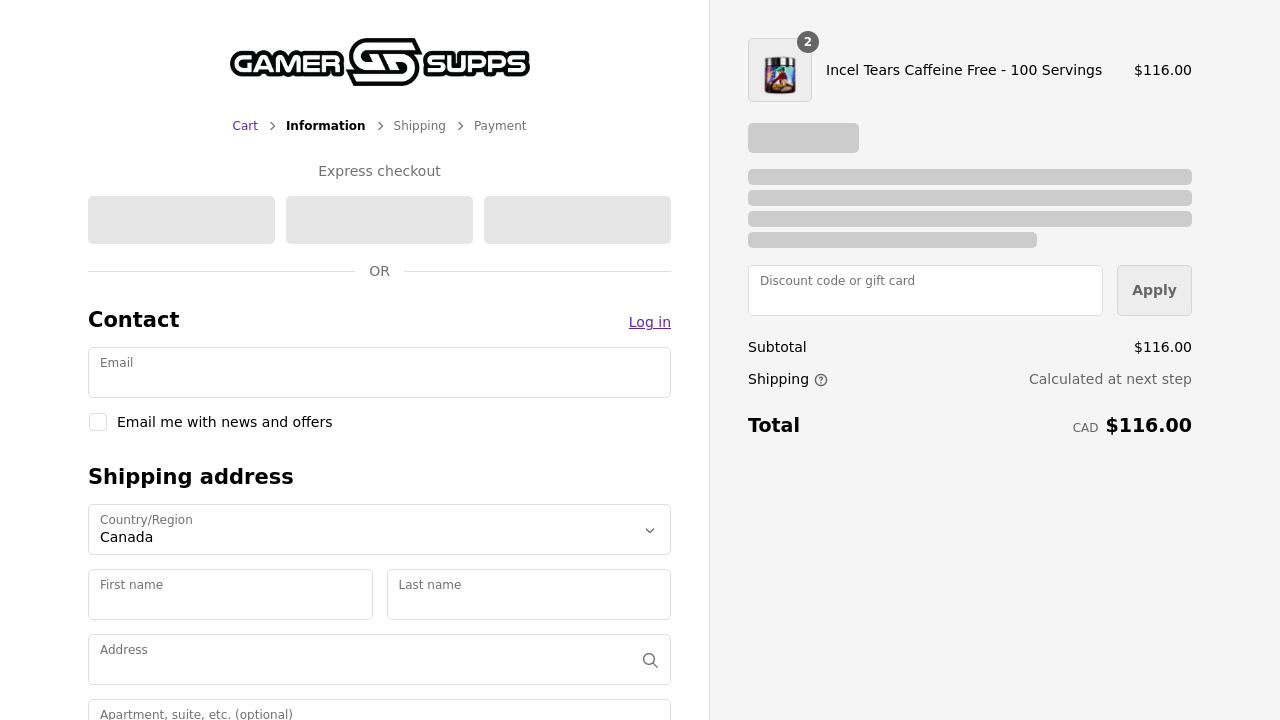 GAMER SUPPS
Cart
Information
Shipping
Payment
Express checkout
OR
Contact
Log in
Email
Email me with news and offers
Shipping address
Country/Region
Canada
First name
Last name
Address
Apartment, suite, etc. (optional)
2
Incel Tears Caffeine Free - 100 Servings
$116.00
Discount code or gift card
Apply
Subtotal
$116.00
Shipping
Calculated at next step
Total
CAD $116.00